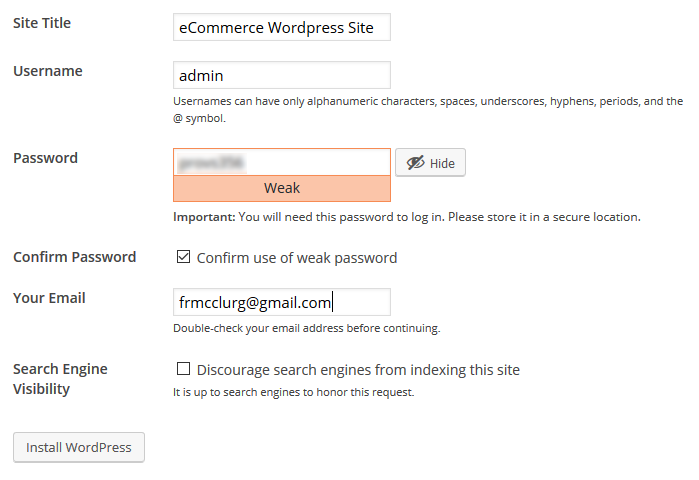 Site Title
eCommerce Wordpress Site
Username
admin
Usernames can have only alphanumeric characters, spaces, underscores, hyphens, periods, and the
@ symbol.
Password
Hide
Weak
Important: You will need this password to log in. Please store it in a secure location.
Confirm Password
Confirm use of weak password
Your Email
frmcclurg@gmail.com
Double-check your email address before continuing.
Search Engine
Visibility
Discourage search engines from indexing this site
It is up to search engines to honor this request.
Install WordPress